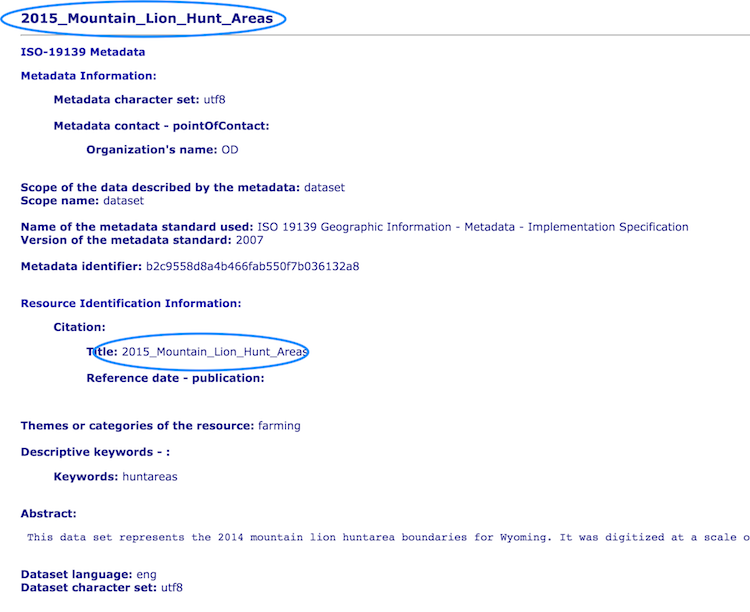 2015_Mountain_Lion_Hunt_Areas
ISO-19139 Metadata
Metadata Information:
Metadata character set: utf8
Metadata contact - pointOfContact:
Organization's name: OD
Scope of the data described by the metadata: dataset
Scope name: dataset
Name of the metadata standard used: ISO 19139 Geographic Information - Metadata - Implementation Specification
Version of the metadata standard: 2007
Metadata identifier: b2c9558d8a4b466fab550f7b036132a8
Resource Identification Information:
Citation:
Title: 2015_Mountain_Lion_Hunt_Areas
Reference date - publication:
Themes or categories of the resource: farming
Descriptive keywords - :
Keywords: huntareas
Abstract:
This data set represents the 2014 mountain lion huntarea boundaries for Wyoming. It was digitized at a scale o
Dataset language: eng
Dataset character set: utf8